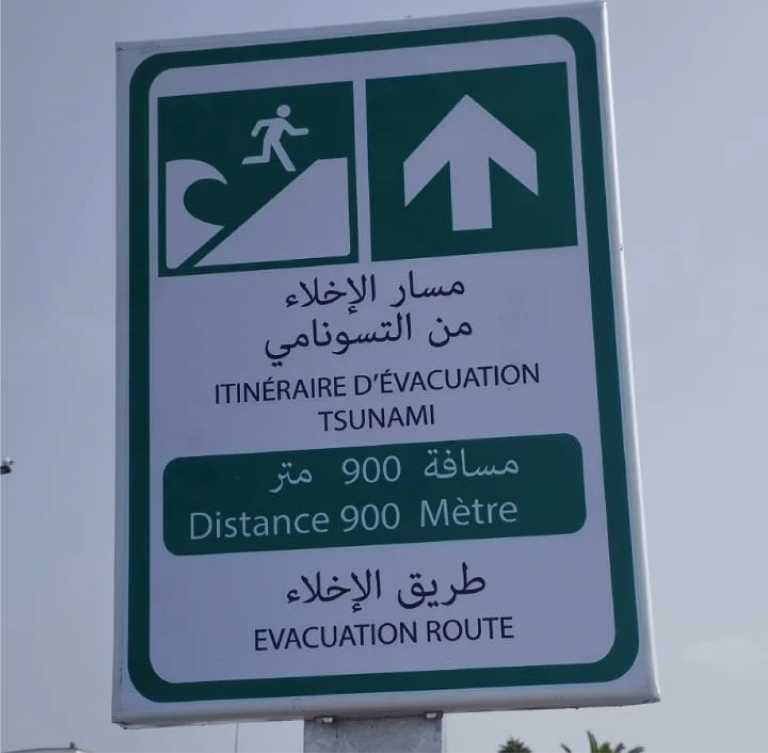 مسار الإخلاء
من التسونامي
ITINÉRAIRE D'ÉVACUATION
TSUNAMI
مسافة 900 متر
Distance 900 Mètre
طريق الإخلاء
EVACUATION ROUTE